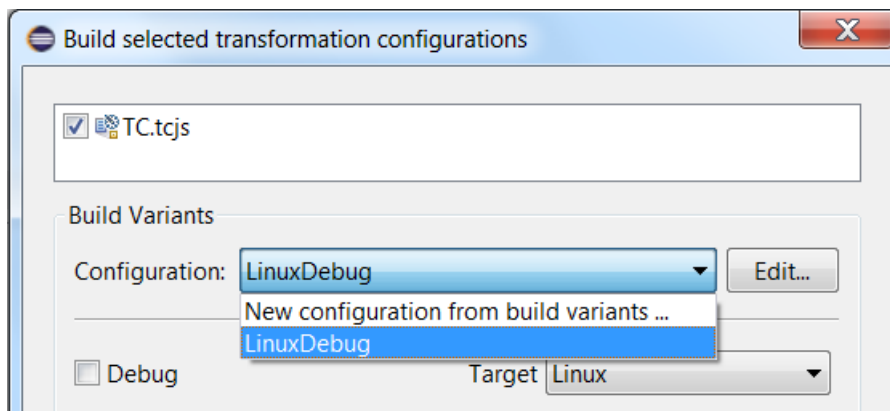 Build selected transformation configurations
X
TC.tcjs
Build Variants
Configuration: LinuxDebug Edit...
New configuration from build variants ...
LinuxDebug
Debug Target Linux